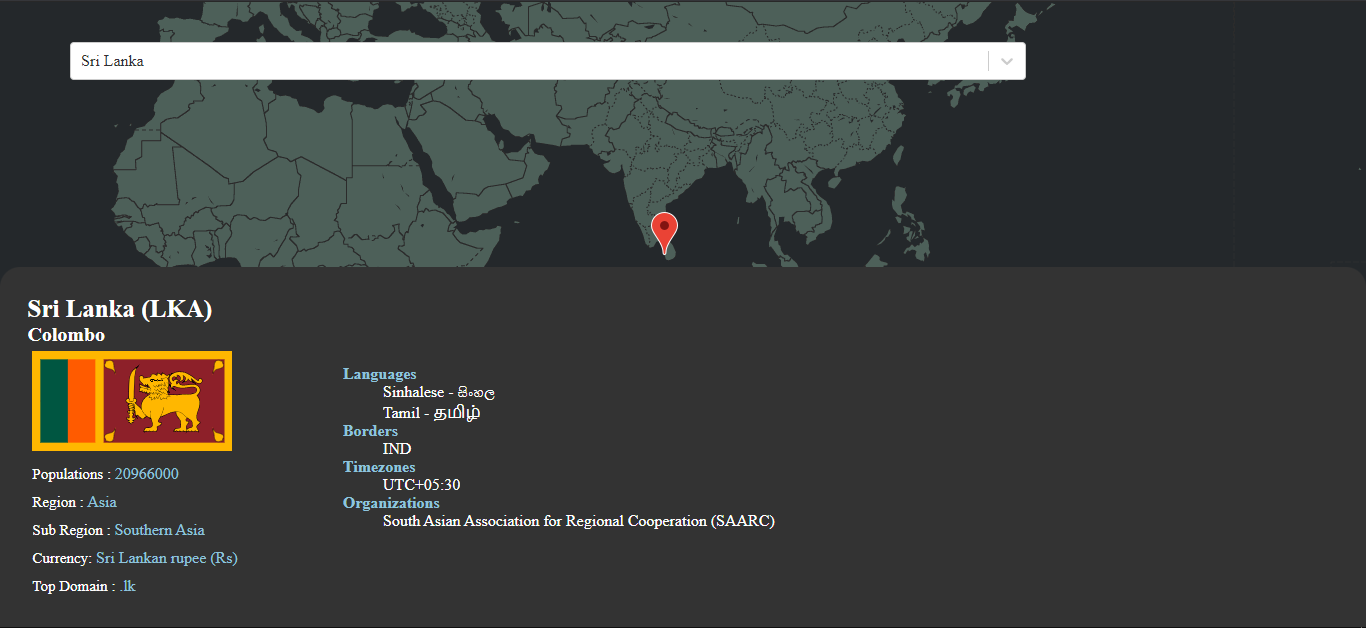 Sri Lanka
Sri Lanka (LKA)
Colombo
Populations : 20966000
Region : Asia
Sub Region : Southern Asia
Currency: Sri Lankan rupee (Rs)
Top Domain : .lk
Languages
Sinhalese - සිංහල
Tamil - தமிழ்
Borders
IND
Timezones
UTC+05:30
Organizations
South Asian Association for Regional Cooperation (SAARC)